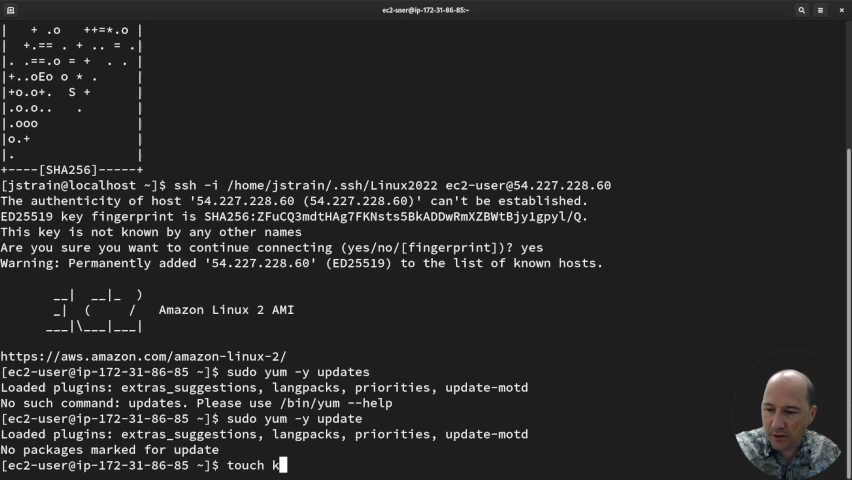 ec2-user@ip-172-31-86-85:~
|   + .o   ++=*.o |
|  +.== . + .. = .|
|. .==.o = +  . . |
|+..oEo o * .     |
|+o.o+.  S +      |
|.o.o..   .       |
|.ooo             |
|o.+              |
|.                |
+----[SHA256]-----+
[jstrain@localhost ~]$ ssh -i /home/jstrain/.ssh/Linux2022 ec2-user@54.227.228.60
The authenticity of host '54.227.228.60 (54.227.228.60)' can't be established.
ED25519 key fingerprint is SHA256:ZFuCQ3mdtHAg7FKNsts5BkADDwRmXZBWtBjy1gpyl/Q.
This key is not known by any other names
Are you sure you want to continue connecting (yes/no/[fingerprint])? yes
Warning: Permanently added '54.227.228.60' (ED25519) to the list of known hosts.
       __|  __|_  )
       _|  (     /   Amazon Linux 2 AMI
      ___|\___|___|
https://aws.amazon.com/amazon-linux-2/
[ec2-user@ip-172-31-86-85 ~]$ sudo yum -y updates
Loaded plugins: extras_suggestions, langpacks, priorities, update-motd
No such command: updates. Please use /bin/yum --help
[ec2-user@ip-172-31-86-85 ~]$ sudo yum -y update
Loaded plugins: extras_suggestions, langpacks, priorities, update-motd
No packages marked for update
[ec2-user@ip-172-31-86-85 ~]$ touch k